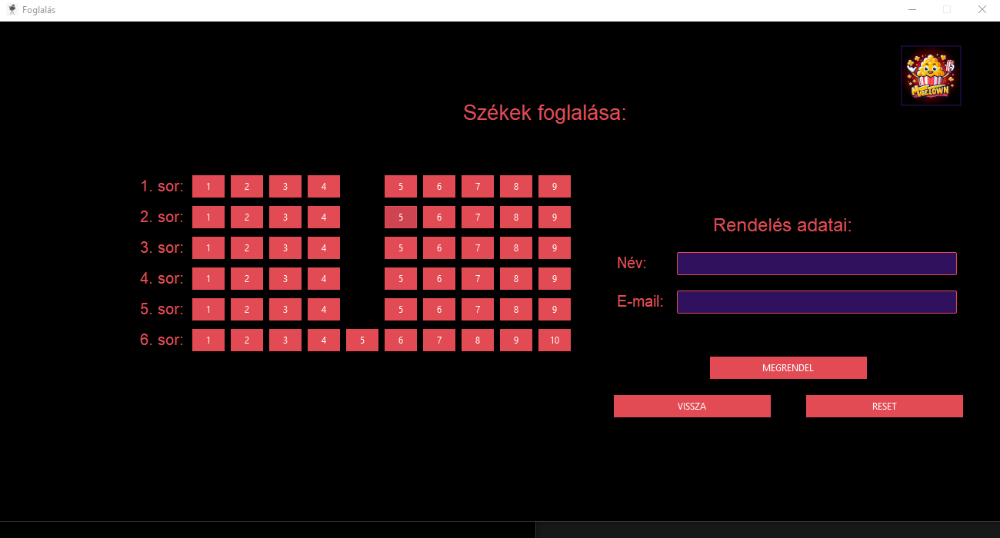 Foglalás
MOZTOWN
Székek foglalása:
1. sor: 1 2 3 4 5 6 7 8 9
2. sor: 1 2 3 4 5 6 7 8 9
3. sor: 1 2 3 4 5 6 7 8 9
4. sor: 1 2 3 4 5 6 7 8 9
5. sor: 1 2 3 4 5 6 7 8 9
6. sor: 1 2 3 4 5 6 7 8 9 10
Rendelés adatai:
Név:
E-mail:
MEGRENDEL
VISSZA RESET